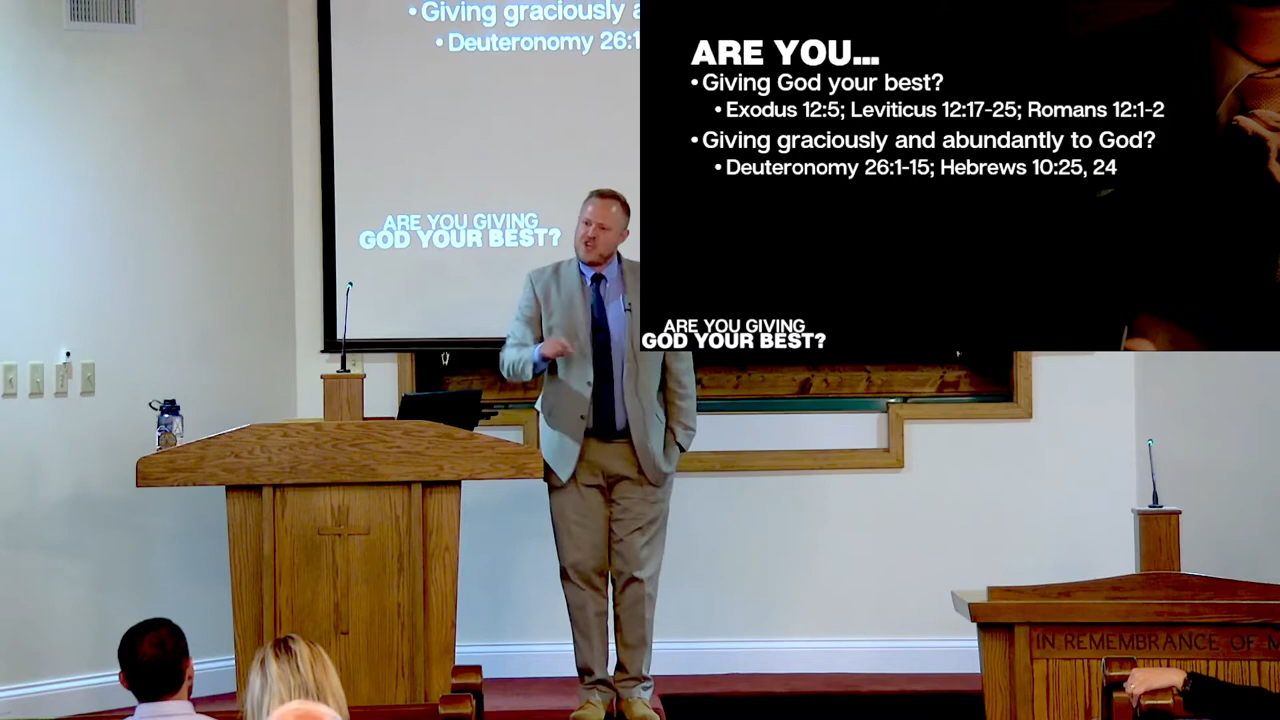 • Giving graciously a
• Deuteronomy 26:1
ARE YOU GIVING
GOD YOUR BEST?
ARE YOU...
• Giving God your best?
• Exodus 12:5; Leviticus 12:17-25; Romans 12:1-2
• Giving graciously and abundantly to God?
• Deuteronomy 26:1-15; Hebrews 10:25, 24
ARE YOU GIVING
GOD YOUR BEST?
IN REMEMBRANCE OF M